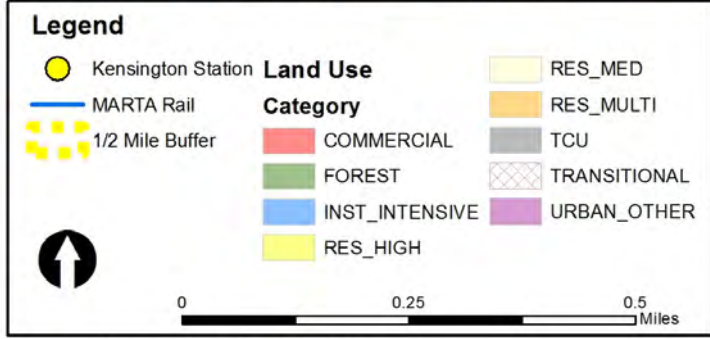 Legend
Kensington Station
MARTA Rail
1/2 Mile Buffer
Land Use
Category
COMMERCIAL
FOREST
INST_INTENSIVE
RES_HIGH
RES_MED
RES_MULTI
TCU
TRANSITIONAL
URBAN_OTHER
0 0.25 0.5
Miles